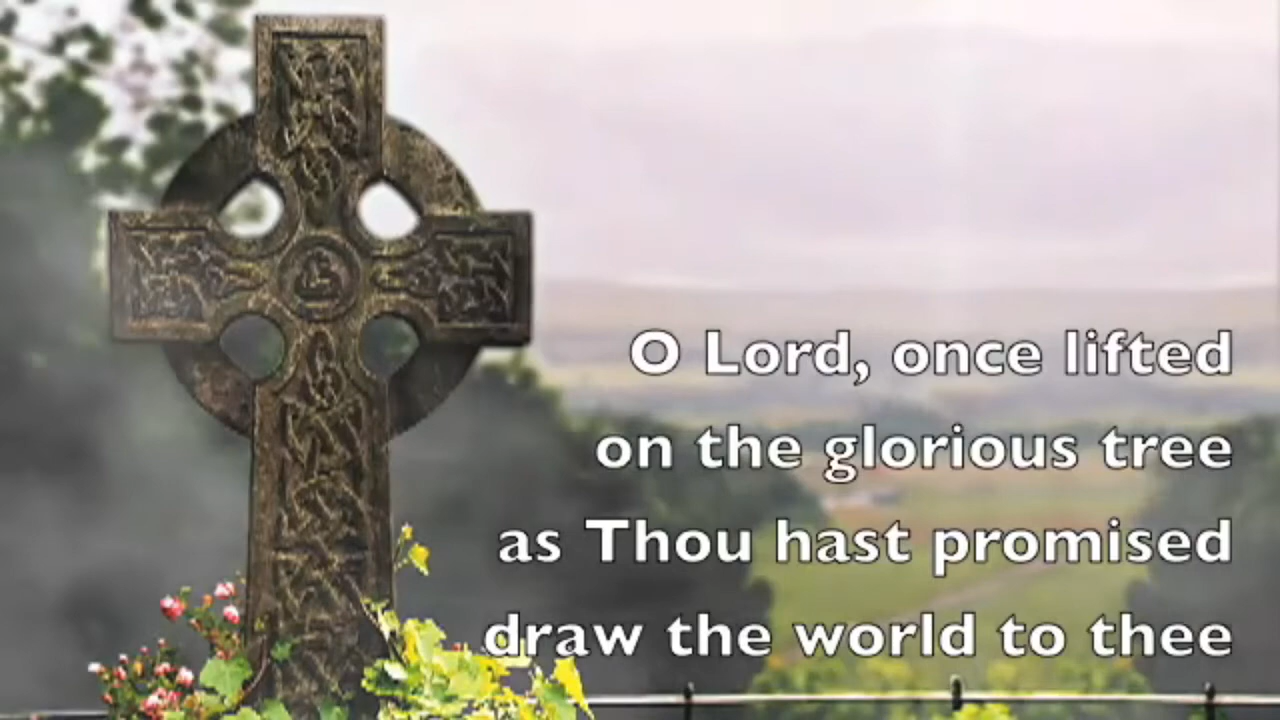 O Lord, once lifted
on the glorious tree
as Thou hast promised
draw the world to thee